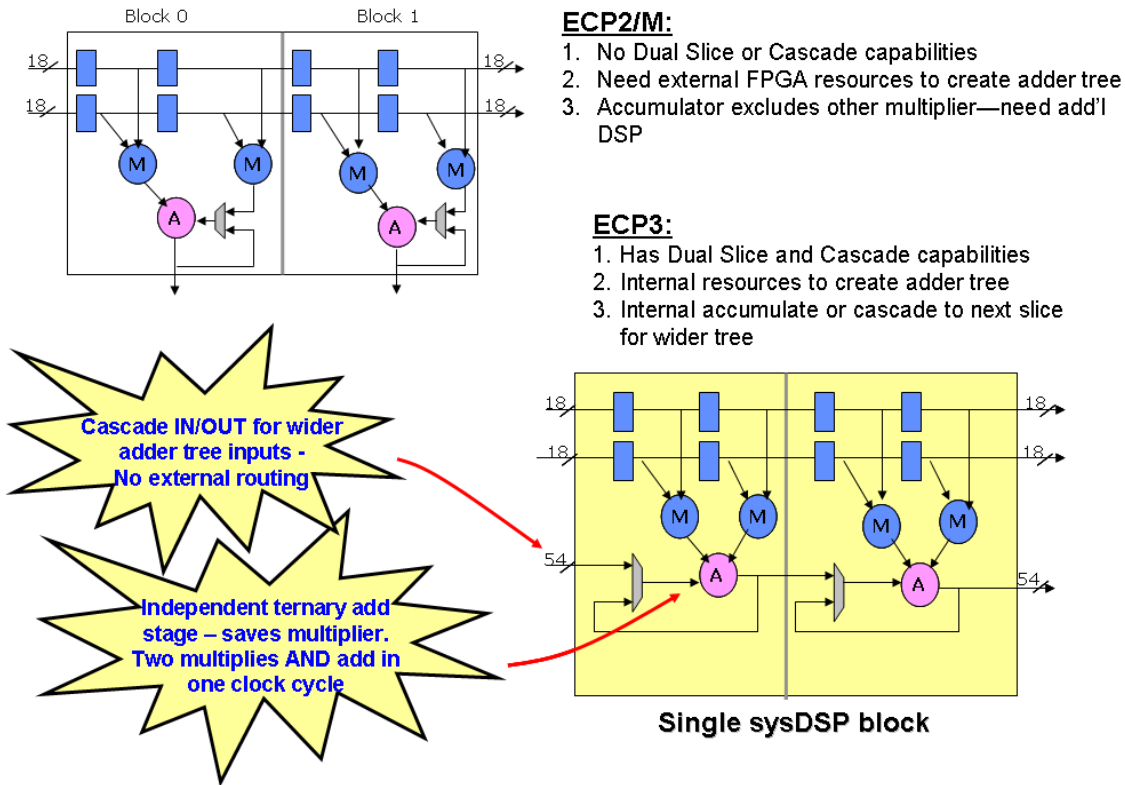 Block 0
Block 1
18
18
18
18
M
M
M
M
A
A
ECP2/M:
1. No Dual Slice or Cascade capabilities
2. Need external FPGA resources to create adder tree
3. Accumulator excludes other multiplier—need add'l
DSP
ECP3:
1. Has Dual Slice and Cascade capabilities
2. Internal resources to create adder tree
3. Internal accumulate or cascade to next slice
for wider tree
Cascade IN/OUT for wider
adder tree inputs -
No external routing
Independent ternary add
stage – saves multiplier.
Two multiplies AND add in
one clock cycle
18
18
18
18
M
M
M
M
54
A
A
54
Single sysDSP block